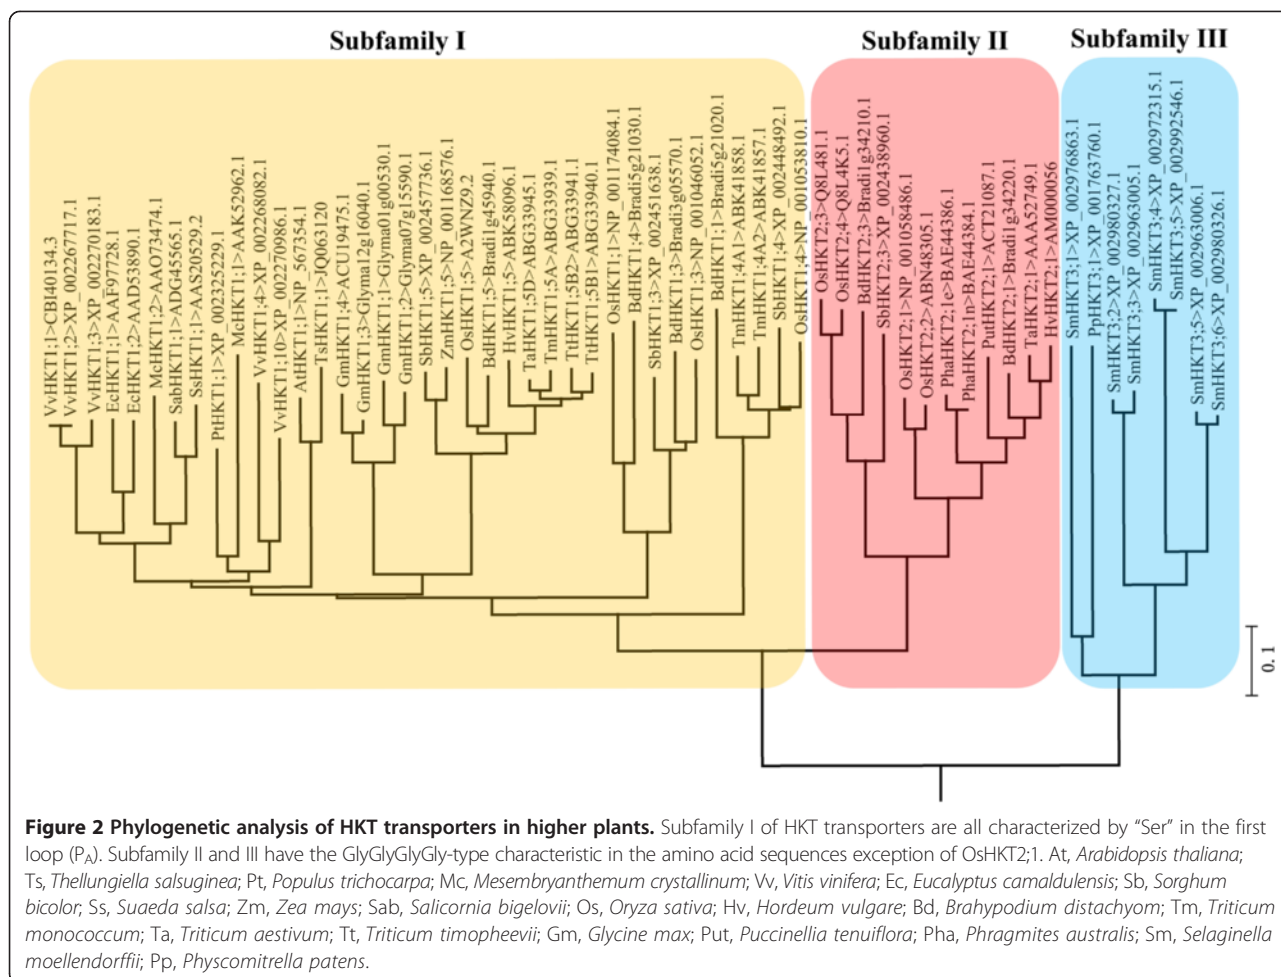 Subfamily I
Subfamily II
Subfamily III
VvHKT1;1>CBI40134.3
VvHKT1;2>XP_002267717.1
VvHKT1;3>XP_002270183.1
EcHKT1;1>AAF97728.1
EcHKT1;2>AAD53890.1
McHKT1;2>AAO73474.1
SabHKT1;1>ADG45565.1
SsHKT1;1>AAS20529.2
PtHKT1;1>XP_002325229.1
McHKT1;1>AAK52962.1
VvHKT1;4>XP_002268082.1
VvHKT1;10>XP_002270986.1
AtHKT1;1>NP_567354.1
TsHKT1;1>JQ063120
GmHKT1;4>ACU19475.1
GmHKT1;3>Glyma12g16040.1
GmHKT1;1>Glyma01g00530.1
GmHKT1;2>Glyma07g15590.1
SbHKT1;5>XP_002457736.1
ZmHKT1;5>NP_001168576.1
OsHKT1;5>A2WNZ9.2
BdHKT1;5>Bradi1g45940.1
HvHKT1;5>ABK58096.1
TaHKT1;5D>ABG33945.1
TmHKT1;5A>ABG33939.1
TtHKT1;5B2>ABG33941.1
TtHKT1;5B1>ABG33940.1
OsHKT1;1>NP_001174084.1
BdHKT1;4>Bradi5g21030.1
SbHKT1;3>XP_002451638.1
BdHKT1;3>Bradi3g05570.1
OsHKT1;3>NP_001046052.1
BdHKT1;1>Bradi5g21020.1
TmHKT1;4A1>ABK41858.1
TmHKT1;4A2>ABK41857.1
SbHKT1;4>XP_002448492.1
OsHKT1;4>NP_001053810.1
OsHKT2;3>Q8L481.1
OsHKT2;4>Q8L4K5.1
BdHKT2;3>Bradi1g34210.1
SbHKT2;3>XP_002438960.1
OsHKT2;1>NP_001058486.1
OsHKT2;2>ABN48305.1
PhaHKT2;1e>BAE44386.1
PhaHKT2;1n>BAE44384.1
PutHKT2;1>ACT21087.1
BdHKT2;1>Bradi1g34220.1
TaHKT2;1>AAA52749.1
HvHKT2;1>AM000056
SmHKT3;1>XP_002976863.1
PpHKT3;1>XP_001763760.1
SmHKT3;2>XP_002980327.1
SmHKT3;3>XP_002963005.1
SmHKT3;4>XP_002972315.1
SmHKT3;5>XP_002992546.1
SmHKT3;5>XP_002963006.1
SmHKT3;6>XP_002980326.1
0.1
Figure 2 Phylogenetic analysis of HKT transporters in higher plants. Subfamily I of HKT transporters are all characterized by “Ser” in the first
loop (PA). Subfamily II and III have the GlyGlyGlyGly-type characteristic in the amino acid sequences exception of OsHKT2;1. At, Arabidopsis thaliana;
Ts, Thellungiella salsuginea; Pt, Populus trichocarpa; Mc, Mesembryanthemum crystallinum; Vv, Vitis vinifera; Ec, Eucalyptus camaldulensis; Sb, Sorghum
bicolor; Ss, Suaeda salsa; Zm, Zea mays; Sab, Salicornia bigelovii; Os, Oryza sativa; Hv, Hordeum vulgare; Bd, Brahypodium distachyom; Tm, Triticum
monococcum; Ta, Triticum aestivum; Tt, Triticum timopheevii; Gm, Glycine max; Put, Puccinellia tenuiflora; Pha, Phragmites australis; Sm, Selaginella
moellendorffii; Pp, Physcomitrella patens.